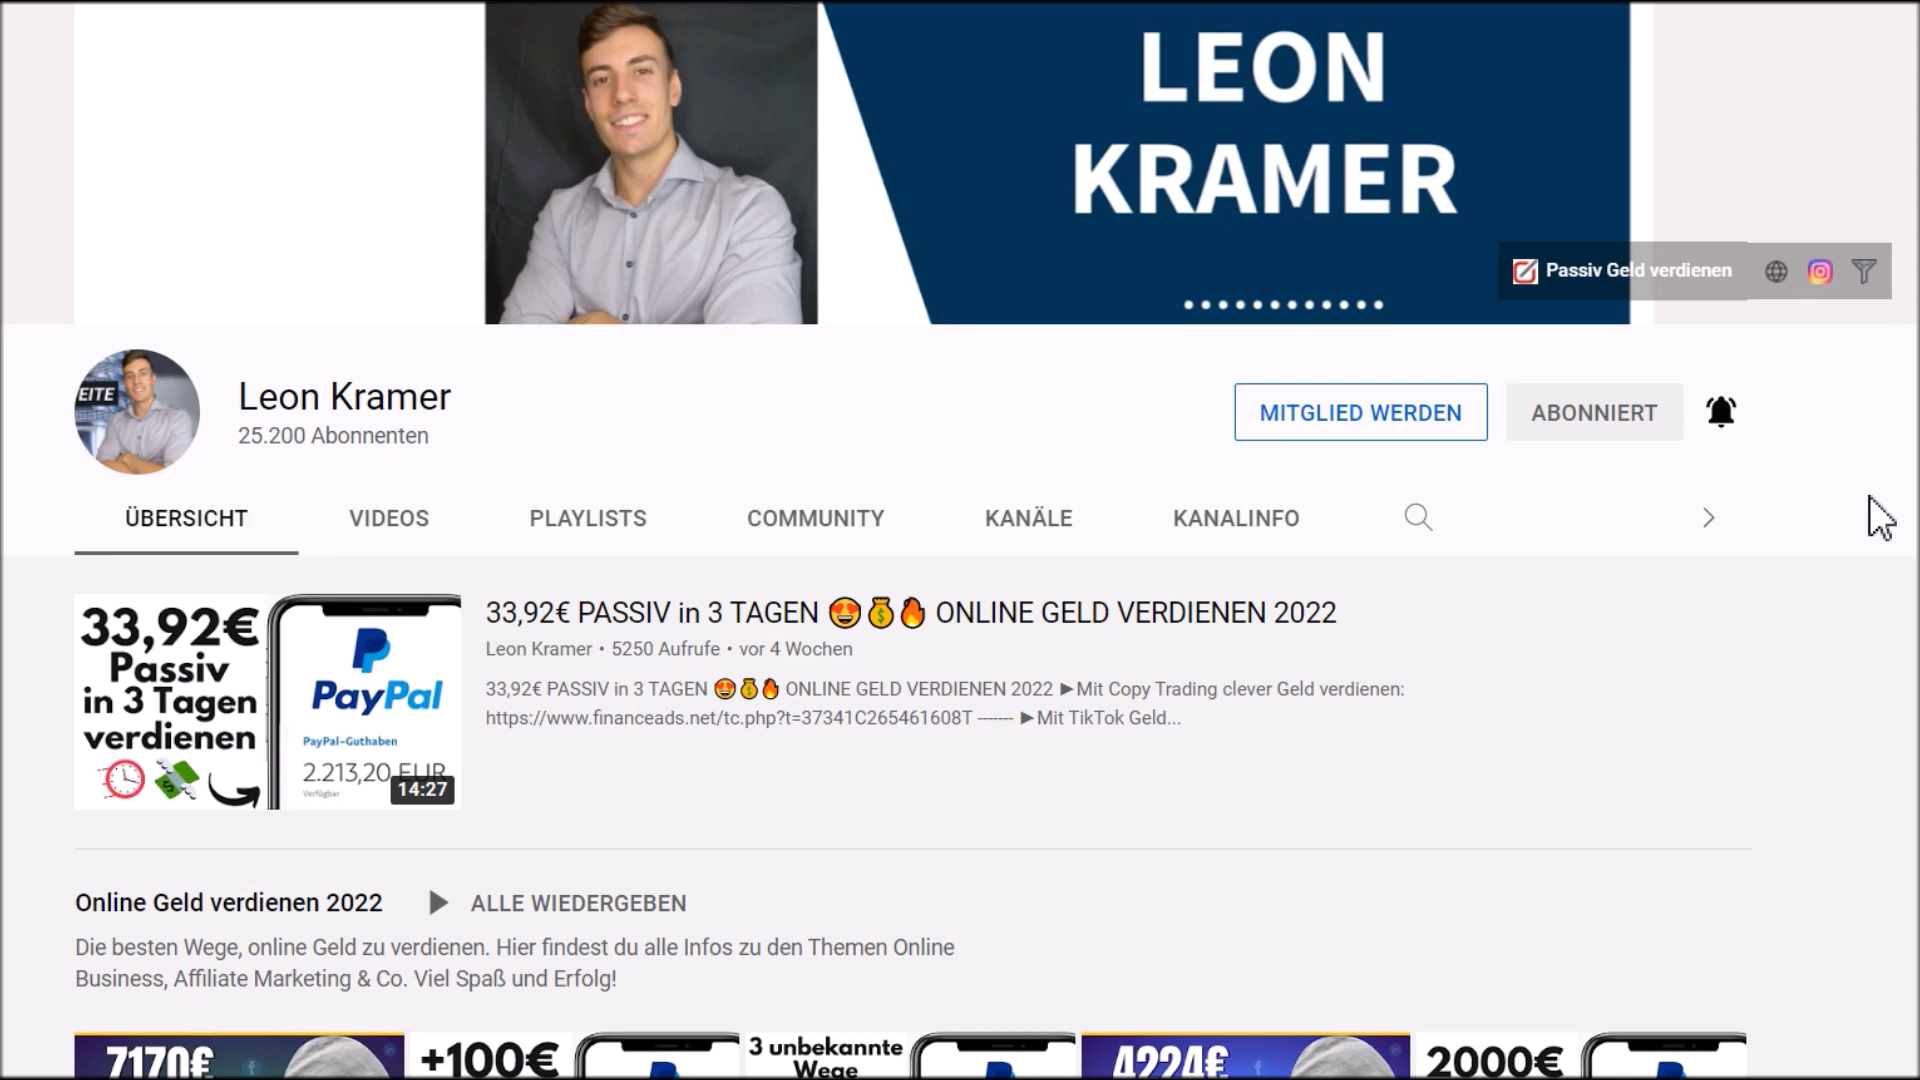 LEON
KRAMER
Passiv Geld verdienen
EITE
Leon Kramer
25.200 Abonnenten
MITGLIED WERDEN
ABONNIERT
ÜBERSICHT
VIDEOS
PLAYLISTS
COMMUNITY
KANÄLE
KANALINFO
33,92€
Passiv
in 3 Tagen
verdienen
PayPal
PayPal-Guthaben
2.213,20 EUR
Verfügbar
14:27
33,92€ PASSIV in 3 TAGEN 😍💰🔥 ONLINE GELD VERDIENEN 2022
Leon Kramer • 5250 Aufrufe • vor 4 Wochen
33,92€ PASSIV in 3 TAGEN 😍💰🔥 ONLINE GELD VERDIENEN 2022 ►Mit Copy Trading clever Geld verdienen:
https://www.financeads.net/tc.php?t=37341C265461608T ------- ►Mit TikTok Geld...
Online Geld verdienen 2022
ALLE WIEDERGEBEN
Die besten Wege, online Geld zu verdienen. Hier findest du alle Infos zu den Themen Online
Business, Affiliate Marketing & Co. Viel Spaß und Erfolg!
7170€
+100€
3 unbekannte
Wege
4224€
2000€